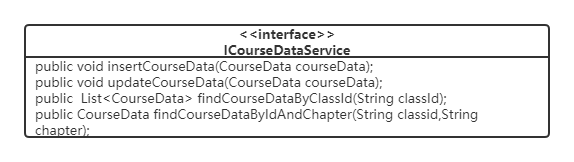 <<interface>>
ICourseDataService
public void insertCourseData(CourseData courseData);
public void updateCourseData(CourseData courseData);
public  List<CourseData> findCourseDataByClassId(String classId);
public CourseData findCourseDataByIdAndChapter(String classid,String
chapter);